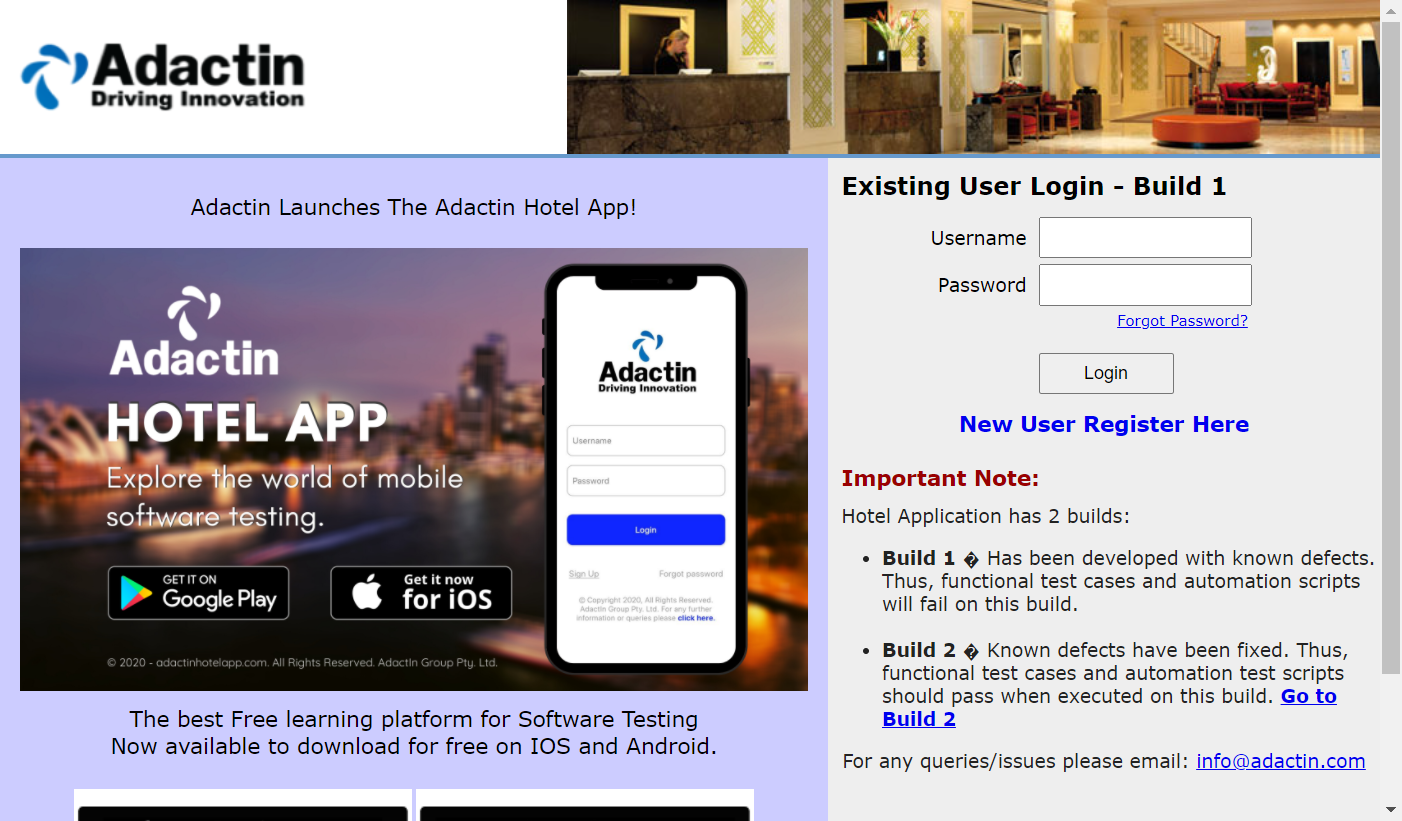 Adactin
Driving Innovation
Adactin Launches The Adactin Hotel App!
Adactin
HOTEL APP
Explore the world of mobile
software testing.
GET IT ON
Google Play
Get it now
for iOS
© 2020 - adactinhotelapp.com. All Rights Reserved. AdactIn Group Pty. Ltd.
Adactin
Driving Innovation
Username
Password
Login
Sign Up
Forgot password
© Copyright 2020, All Rights Reserved.
AdactIn Group Pty. Ltd. For any further
information or queries please click here.
The best Free learning platform for Software Testing
Now available to download for free on IOS and Android.
Existing User Login - Build 1
Username
Password
Forgot Password?
Login
New User Register Here
Important Note:
Hotel Application has 2 builds:
• Build 1 � Has been developed with known defects.
Thus, functional test cases and automation scripts
will fail on this build.
• Build 2 � Known defects have been fixed. Thus,
functional test cases and automation test scripts
should pass when executed on this build. Go to
Build 2
For any queries/issues please email: info@adactin.com